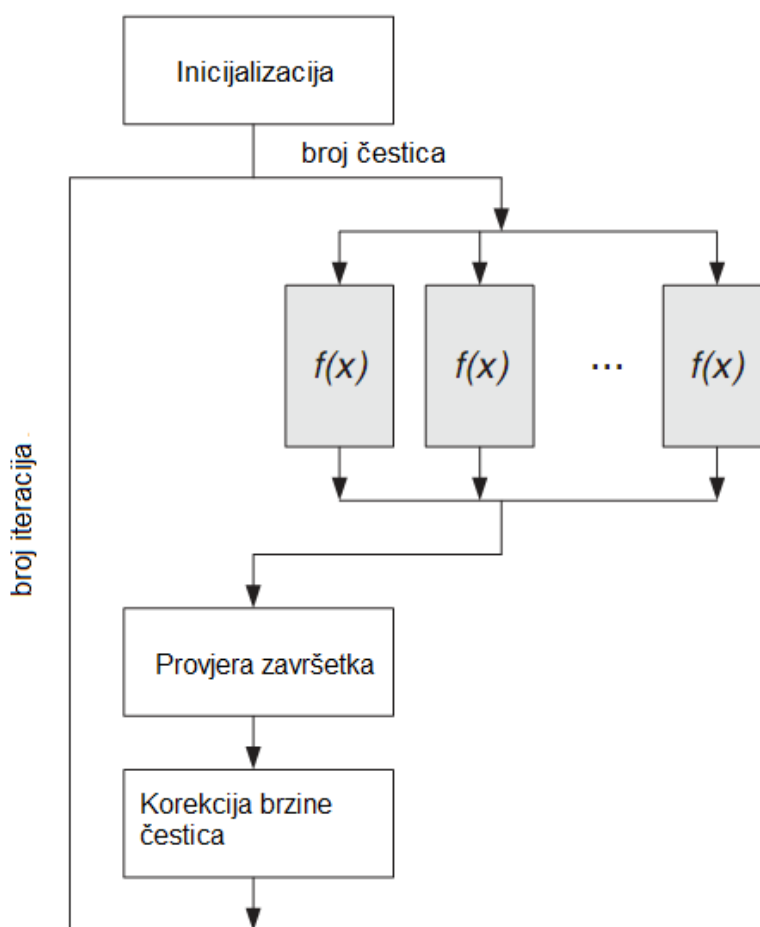 Inicijalizacija
broj čestica
f(x) f(x) ... f(x)
broj iteracija
Provjera završetka
Korekcija brzine
čestica